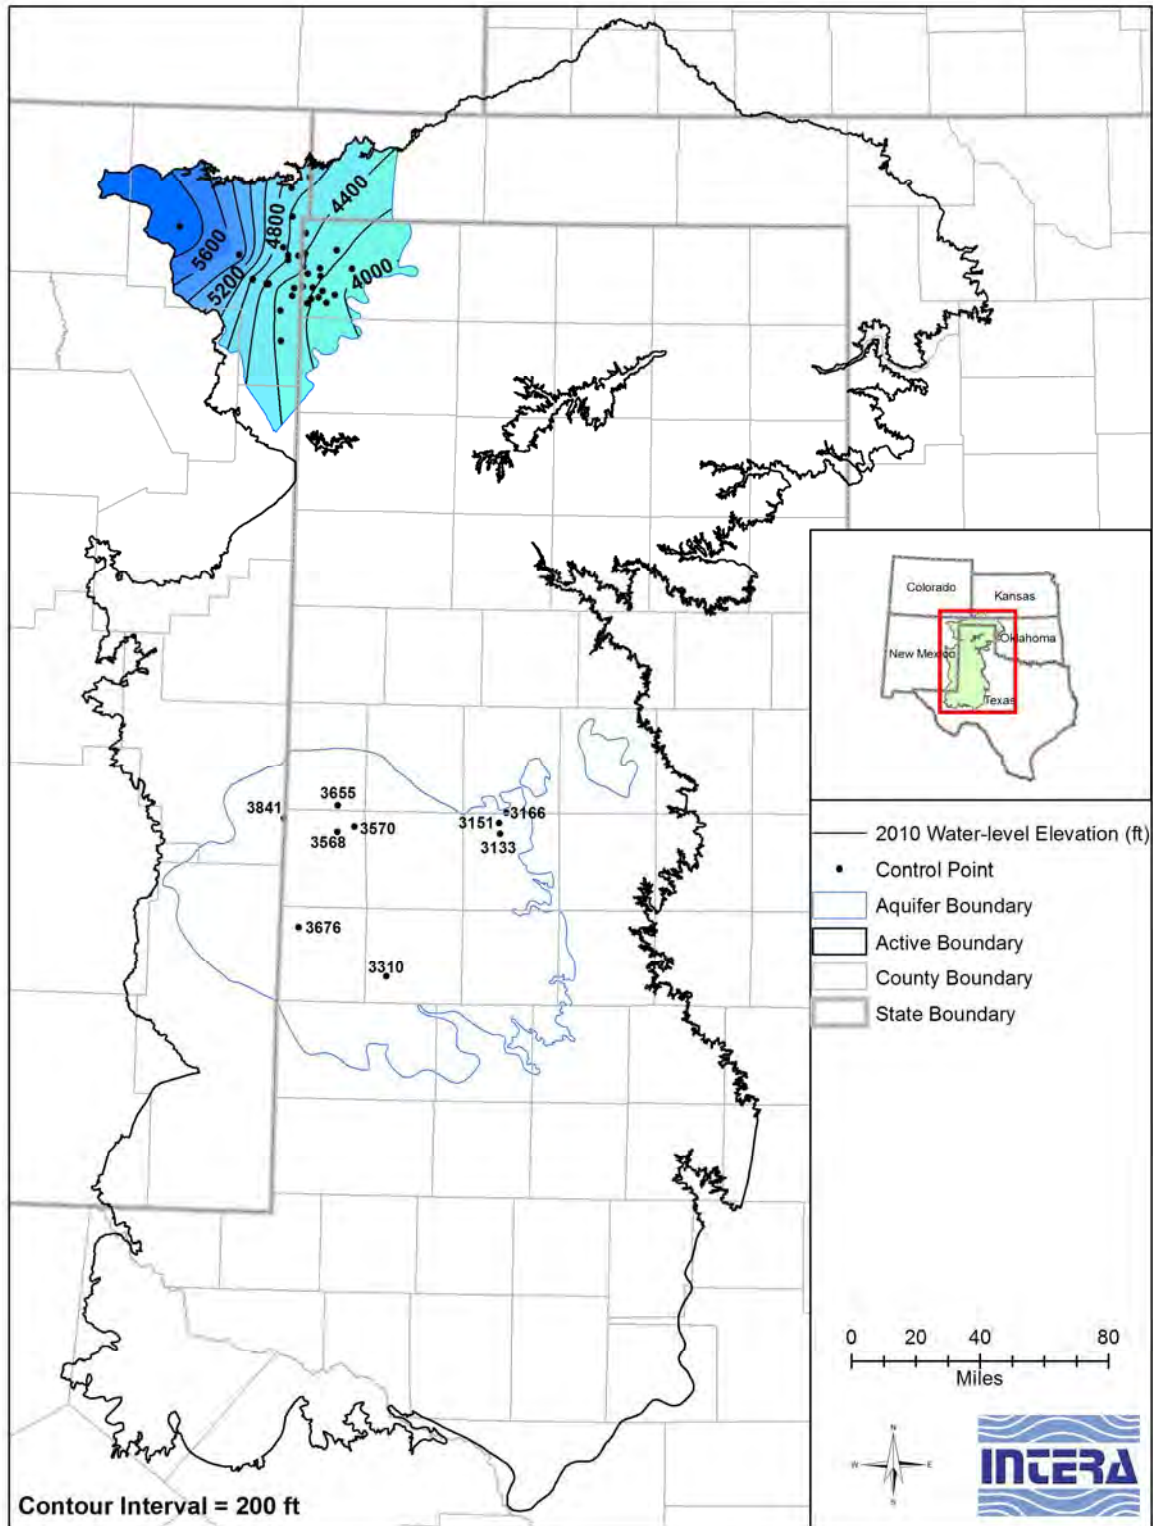 4400
4800
5600
5200
4000
Colorado
Kansas
New Mexico
Oklahoma
Texas
3655
3841
3166
3151
3570
3568
3133
3676
3310
2010 Water-level Elevation (ft)
Control Point
Aquifer Boundary
Active Boundary
County Boundary
State Boundary
0 20 40 80
Miles
N
W E
S
INTERA
Contour Interval = 200 ft